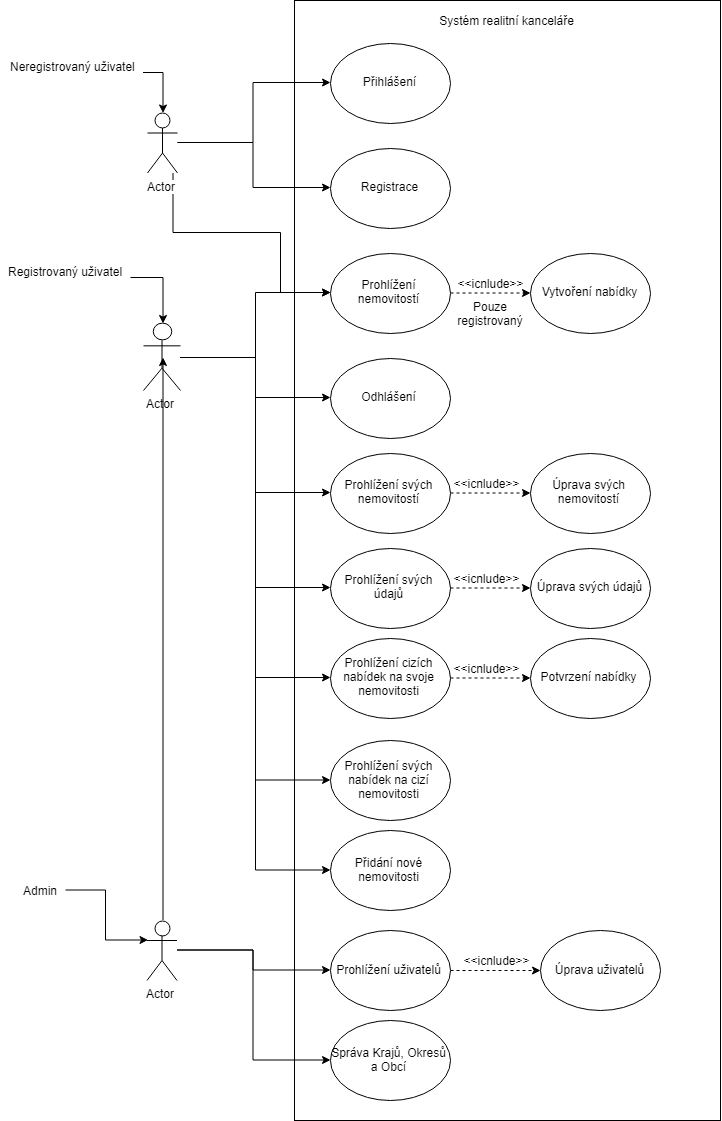 Systém realitní kanceláře
Neregistrovaný uživatel
Přihlášení
Actor
Registrace
Registrovaný uživatel
Prohlížení
nemovitostí
<<icnlude>>
Pouze
registrovaný
Vytvoření nabídky
Actor
Odhlášení
Prohlížení svých
nemovitostí
<<icnlude>>
Úprava svých
nemovitostí
Prohlížení svých
údajů
<<icnlude>>
Úprava svých údajů
Prohlížení cizích
nabídek na svoje
nemovitosti
<<icnlude>>
Potvrzení nabídky
Prohlížení svých
nabídek na cizí
nemovitosti
Přidání nové
nemovitosti
Admin
Actor
Prohlížení uživatelů
<<icnlude>>
Úprava uživatelů
Správa Krajů, Okresů
a Obcí